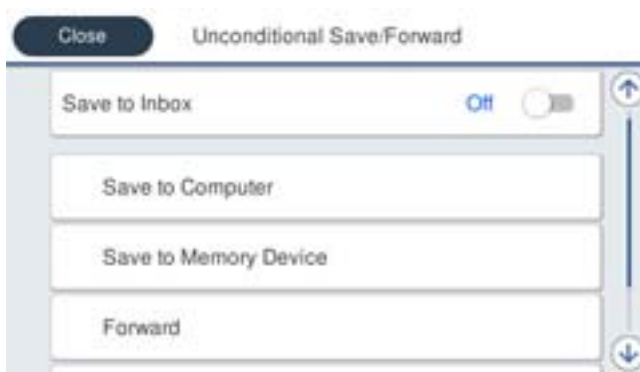 Close Unconditional Save/Forward
Save to Inbox Off
Save to Computer
Save to Memory Device
Forward